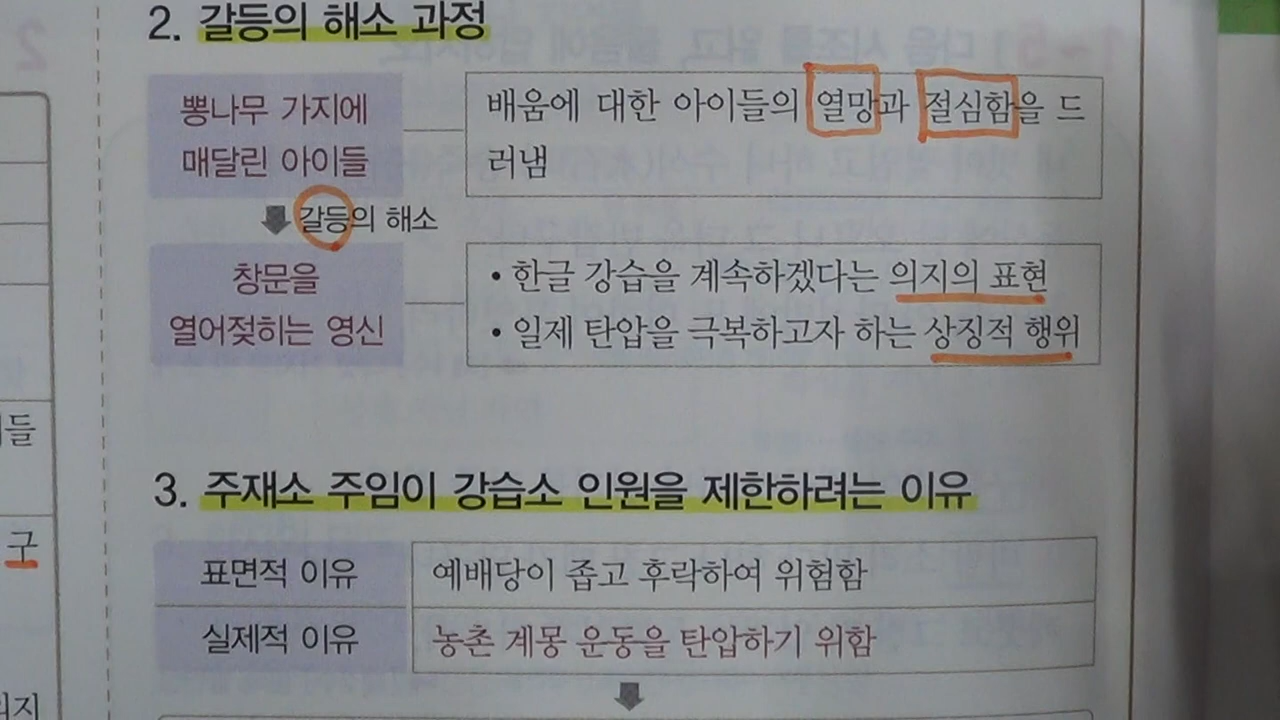 2. 갈등의 해소 과정
뽕나무 가지에
매달린 아이들
배움에 대한 아이들의 열망과 절심함을 드
러냄
갈등의 해소
창문을
열어젖히는 영신
• 한글 강습을 계속하겠다는 의지의 표현
• 일제 탄압을 극복하고자 하는 상징적 행위
들
구
3. 주재소 주임이 강습소 인원을 제한하려는 이유
표면적 이유
예배당이 좁고 후락하여 위험함
실제적 이유
농촌 계몽 운동을 탄압하기 위함